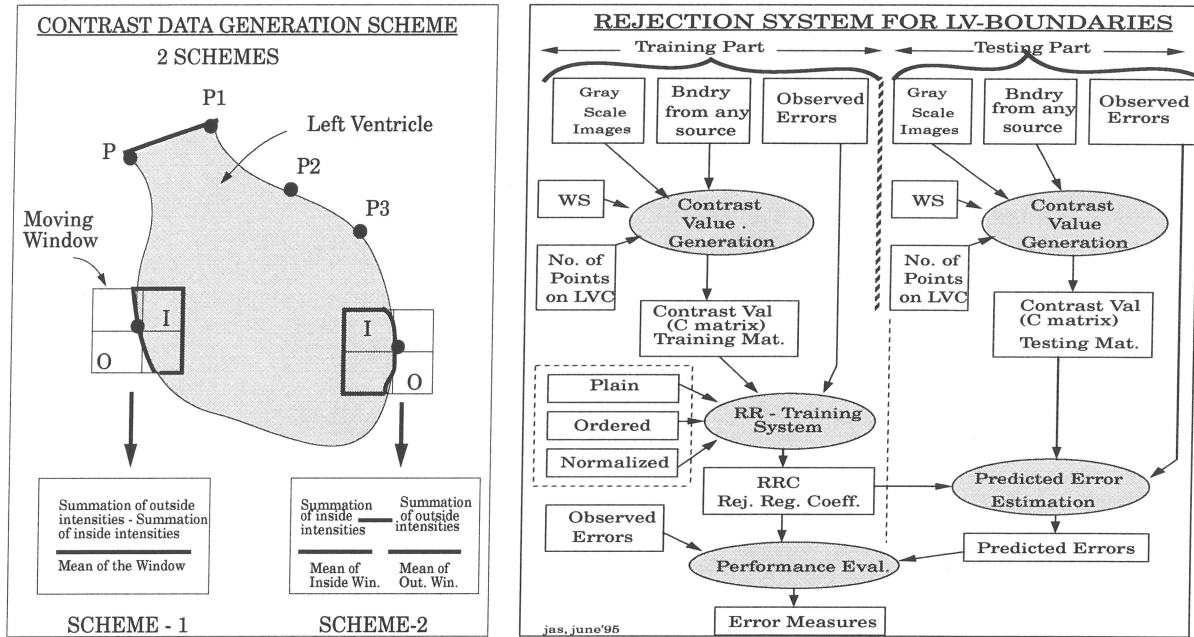 CONTRAST DATA GENERATION SCHEME
2 SCHEMES
P1
Left Ventricle
P
P2
P3
Moving
Window
I
O
I
O
Summation of outside
intensities - Summation
of inside intensities
Mean of the Window
SCHEME - 1
Summation
of inside
intensities
Summation
of outside
intensities
Mean of
Inside Win.
Mean of
Out. Win.
SCHEME-2
REJECTION SYSTEM FOR LV-BOUNDARIES
Training Part
Testing Part
Gray
Scale
Images
Bndry
from any
source
Observed
Errors
Gray
Scale
Images
Bndry
from any
source
Observed
Errors
WS
Contrast
Value .
Generation
WS
Contrast
Value
Generation
No. of
Points
on LVC
No. of
Points
on LVC
Contrast Val
(C matrix)
Training Mat.
Contrast Val
(C matrix)
Testing Mat.
Plain
Ordered
Normalized
RR - Training
System
RRC
Rej. Reg. Coeff.
Predicted Error
Estimation
Observed
Errors
Predicted Errors
Performance Eval.
Error Measures
jas, june'95